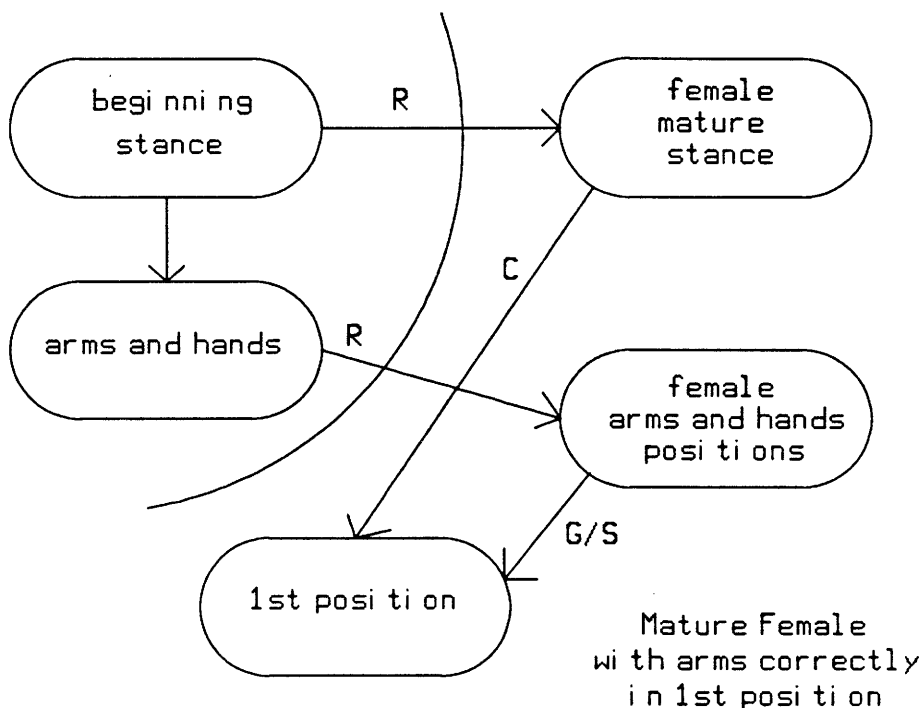 beginning
stance
R
female
mature
stance
C
arms and hands
R
female
arms and hands
positions
G/S
1st position
Mature Female
with arms correctly
in 1st position